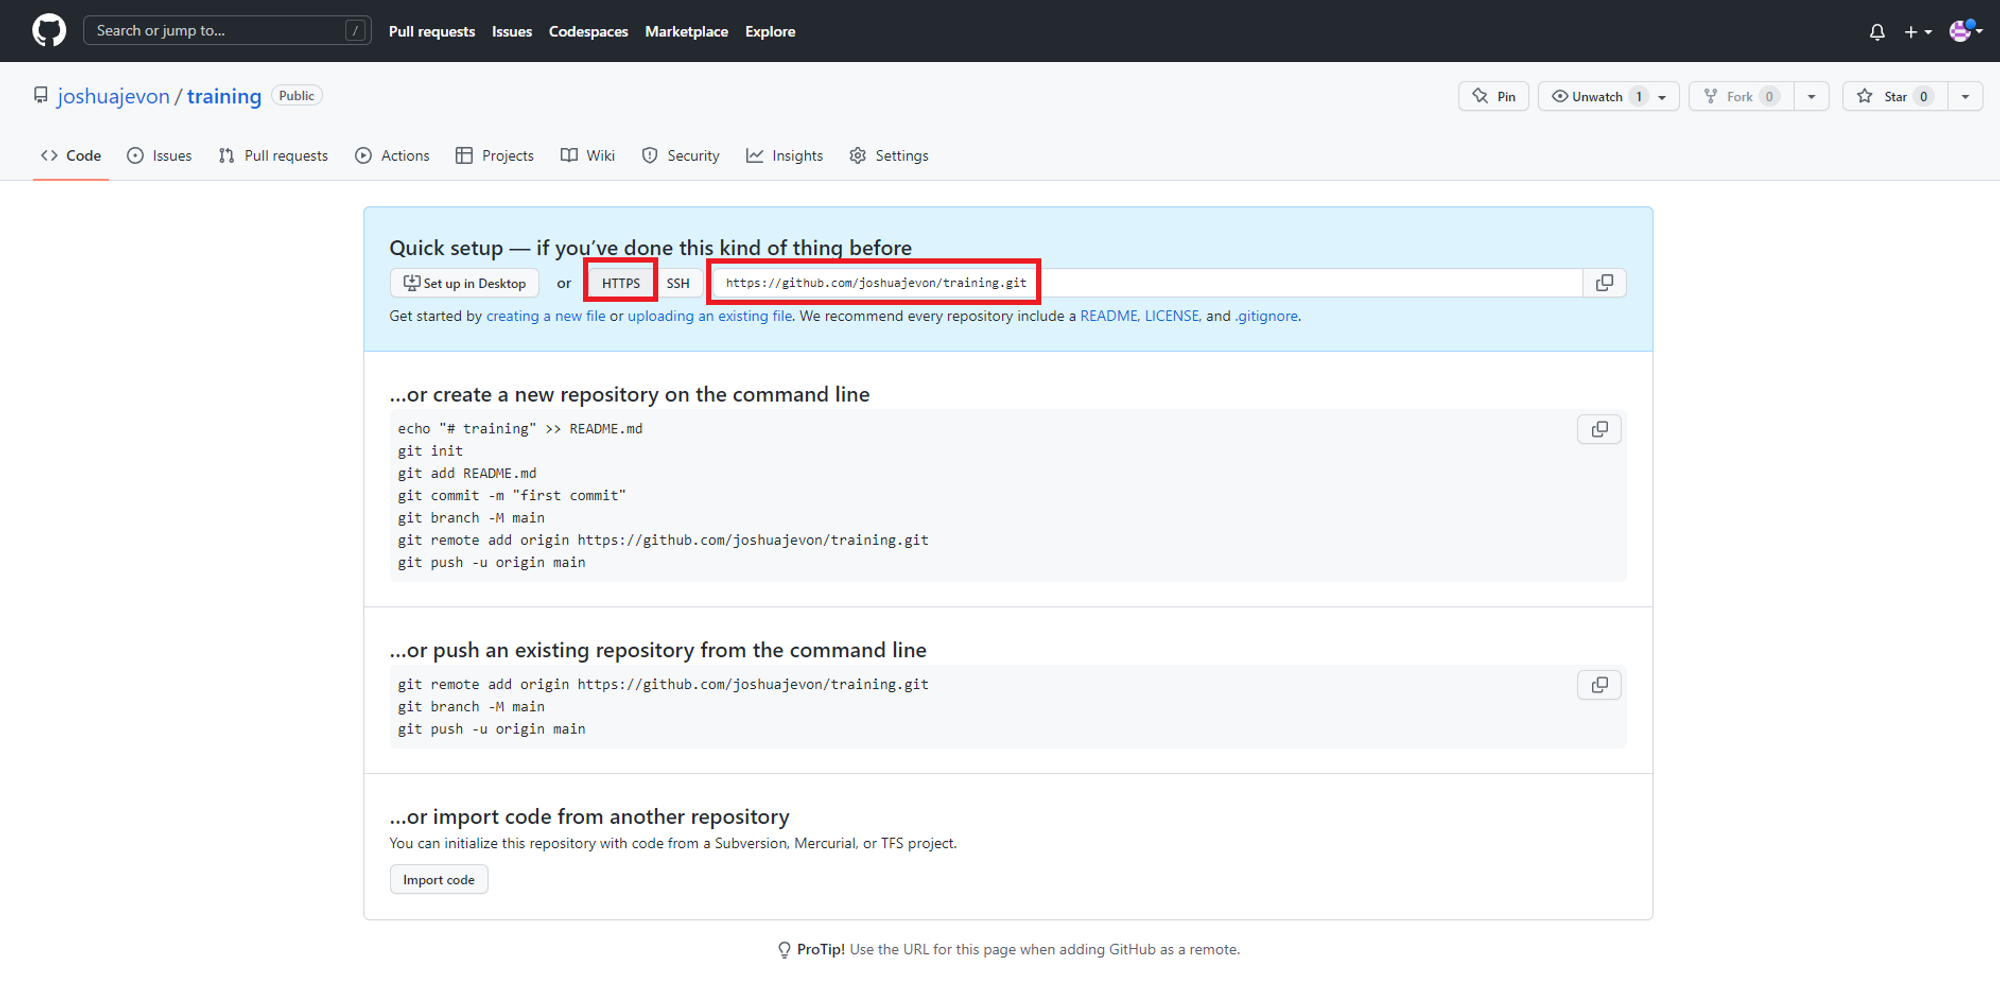 Search or jump to... /
Pull requests Issues Codespaces Marketplace Explore
joshuajevon / training Public
Pin Unwatch 1 Fork 0 Star 0
Code Issues Pull requests Actions Projects Wiki Security Insights Settings
Quick setup — if you’ve done this kind of thing before
Set up in Desktop or HTTPS SSH https://github.com/joshuajevon/training.git
Get started by creating a new file or uploading an existing file. We recommend every repository include a README, LICENSE, and .gitignore.
…or create a new repository on the command line
echo "# training" >> README.md
git init
git add README.md
git commit -m "first commit"
git branch -M main
git remote add origin https://github.com/joshuajevon/training.git
git push -u origin main
…or push an existing repository from the command line
git remote add origin https://github.com/joshuajevon/training.git
git branch -M main
git push -u origin main
…or import code from another repository
You can initialize this repository with code from a Subversion, Mercurial, or TFS project.
Import code
ProTip! Use the URL for this page when adding GitHub as a remote.